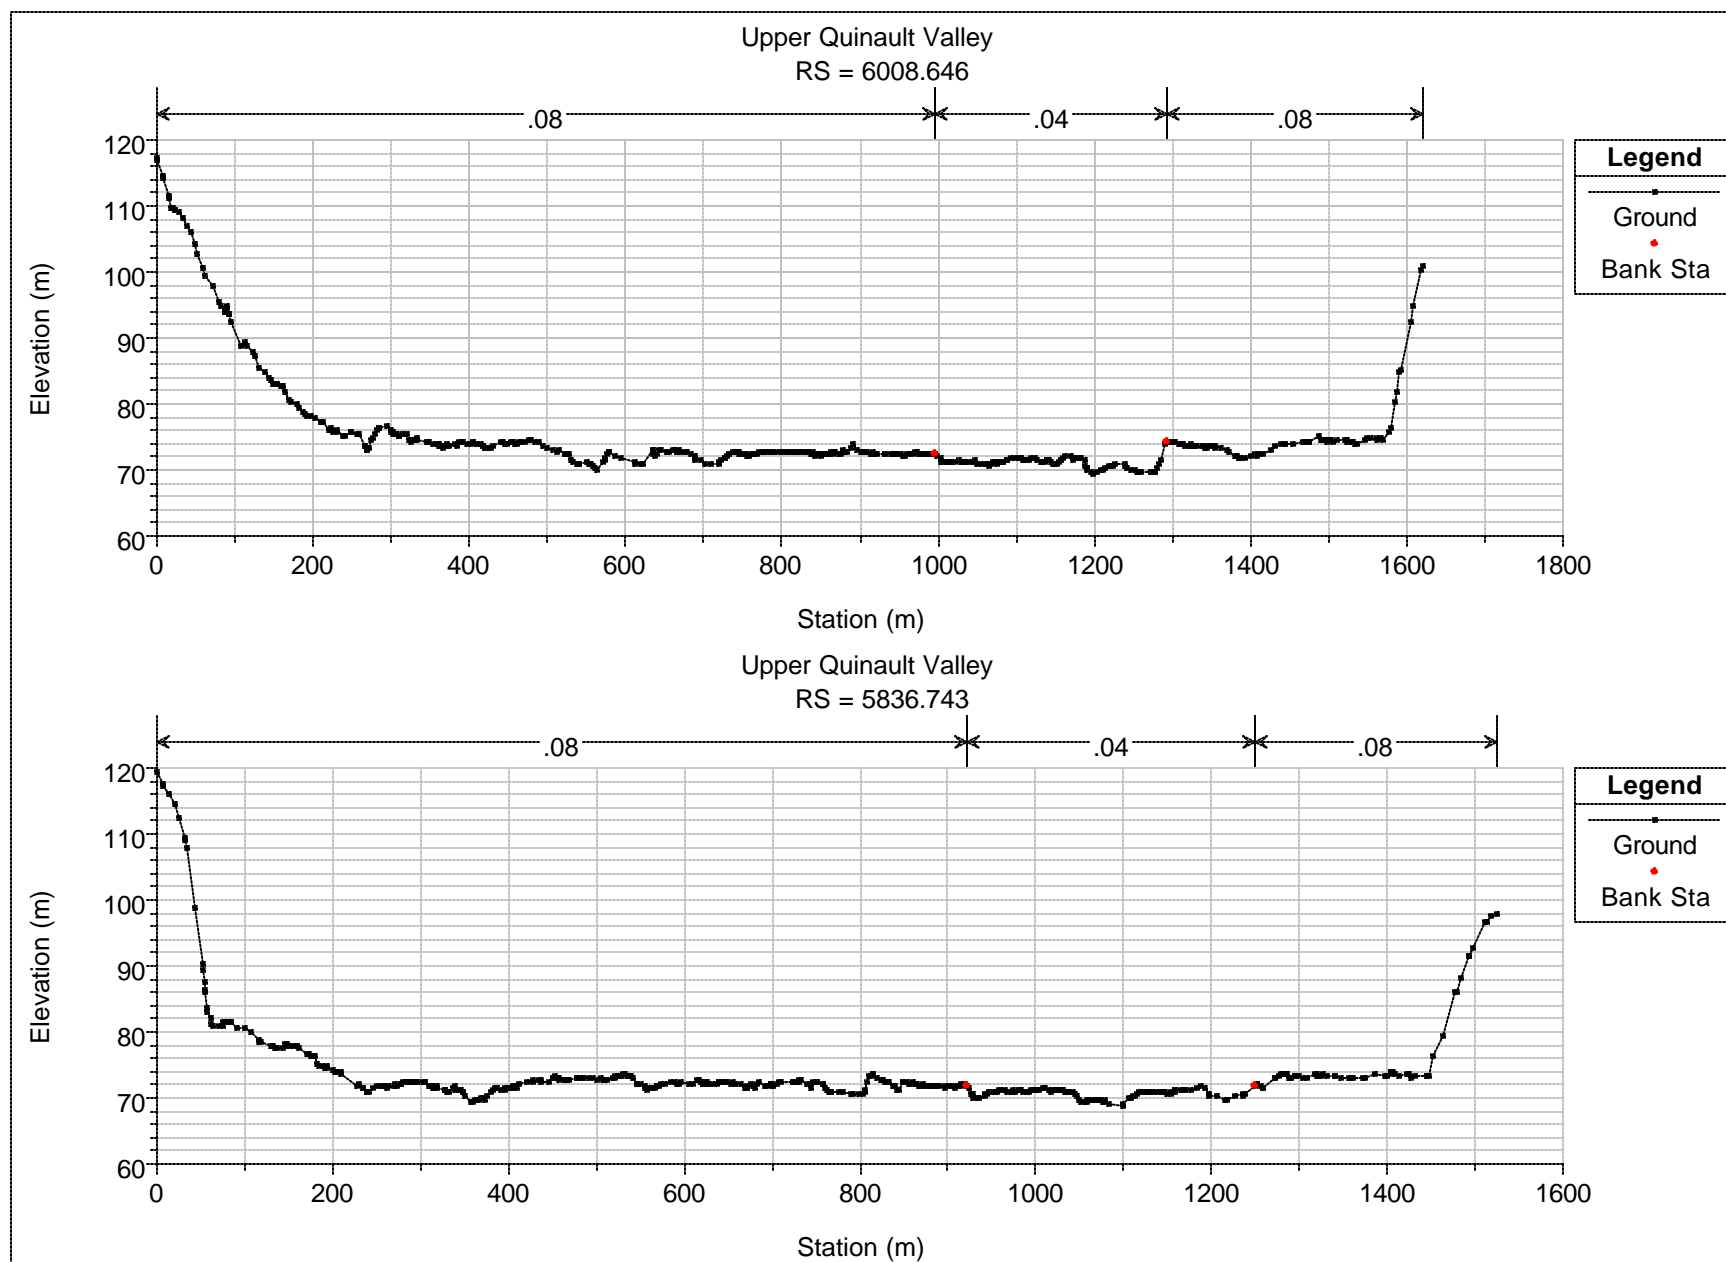 Upper Quinault Valley
RS = 6008.646
.08
.04
.08
120
110
100
90
80
70
60
Elevation (m)
0 200 400 600 800 1000 1200 1400 1600 1800
Station (m)
Legend
Ground
Bank Sta
Upper Quinault Valley
RS = 5836.743
.08
.04
.08
120
110
100
90
80
70
60
Elevation (m)
0 200 400 600 800 1000 1200 1400 1600
Station (m)
Legend
Ground
Bank Sta